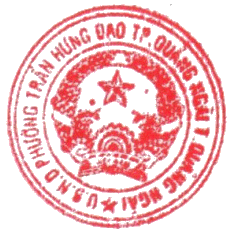 U.B.N.D PHƯỜNG TRẦN HƯNG ĐẠO TP. QUẢNG NGÃI T. QUẢNG NGÃI